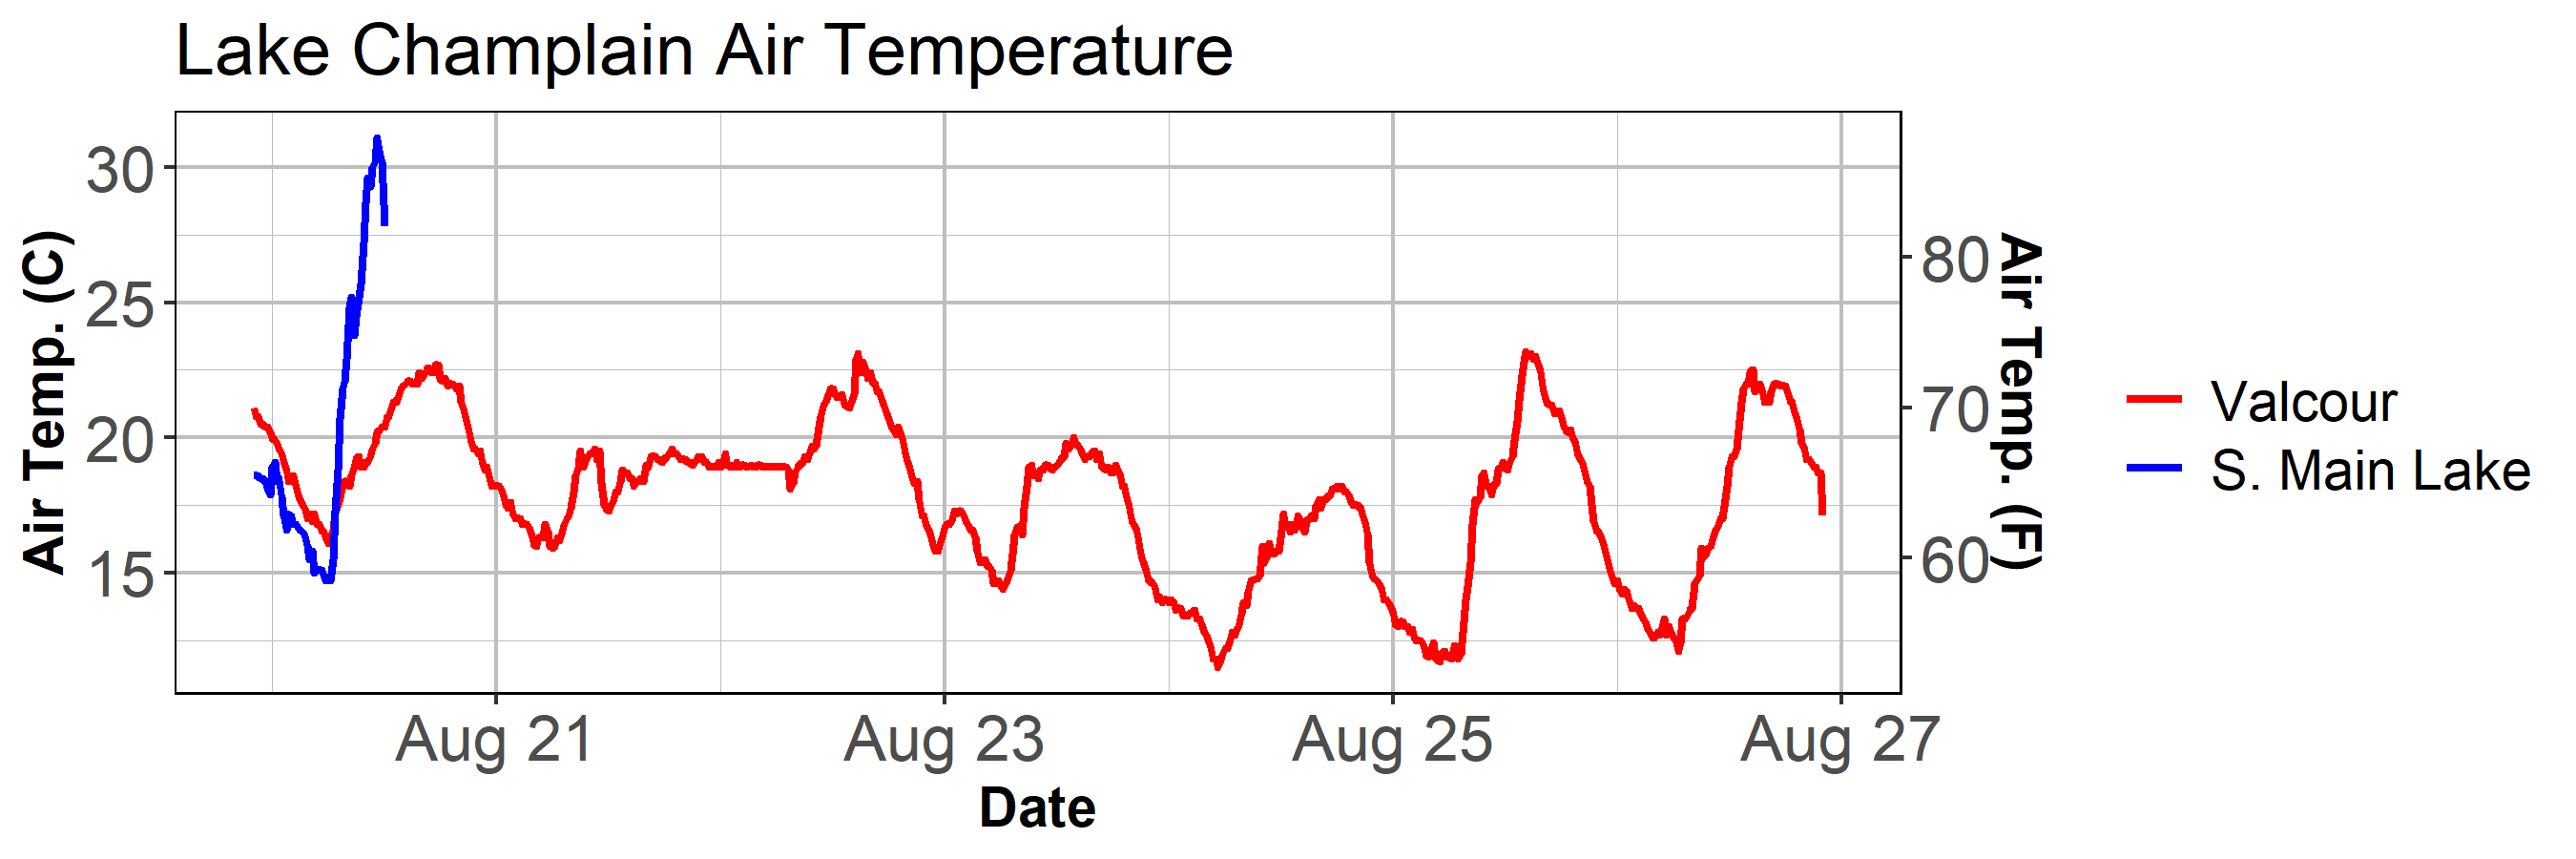 Lake Champlain Air Temperature
Air Temp. (C)
30
25
20
15
80
70
60
Air Temp. (F)
Aug 21
Aug 23
Aug 25
Aug 27
Date
Valcour
S. Main Lake